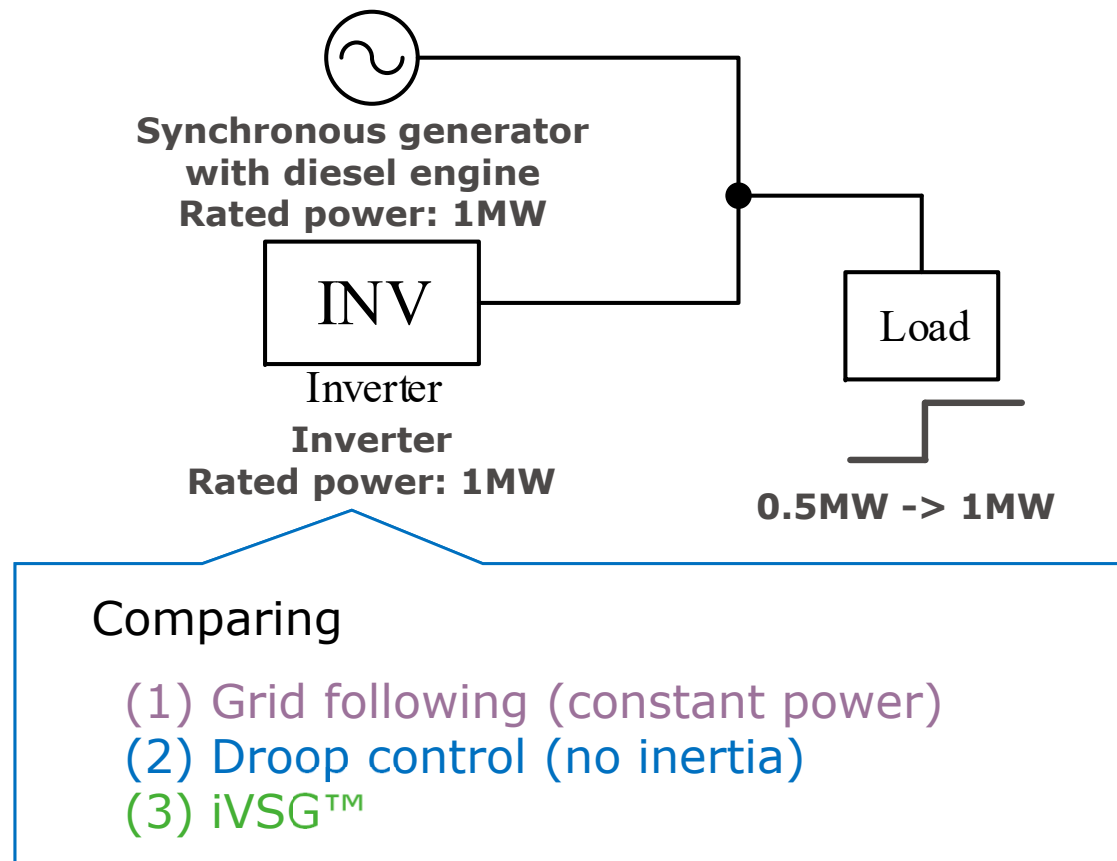 Synchronous generator
with diesel engine
Rated power: 1MW
INV
Inverter
Inverter
Rated power: 1MW
Load
0.5MW -> 1MW
Comparing
(1) Grid following (constant power)
(2) Droop control (no inertia)
(3) iVSG™